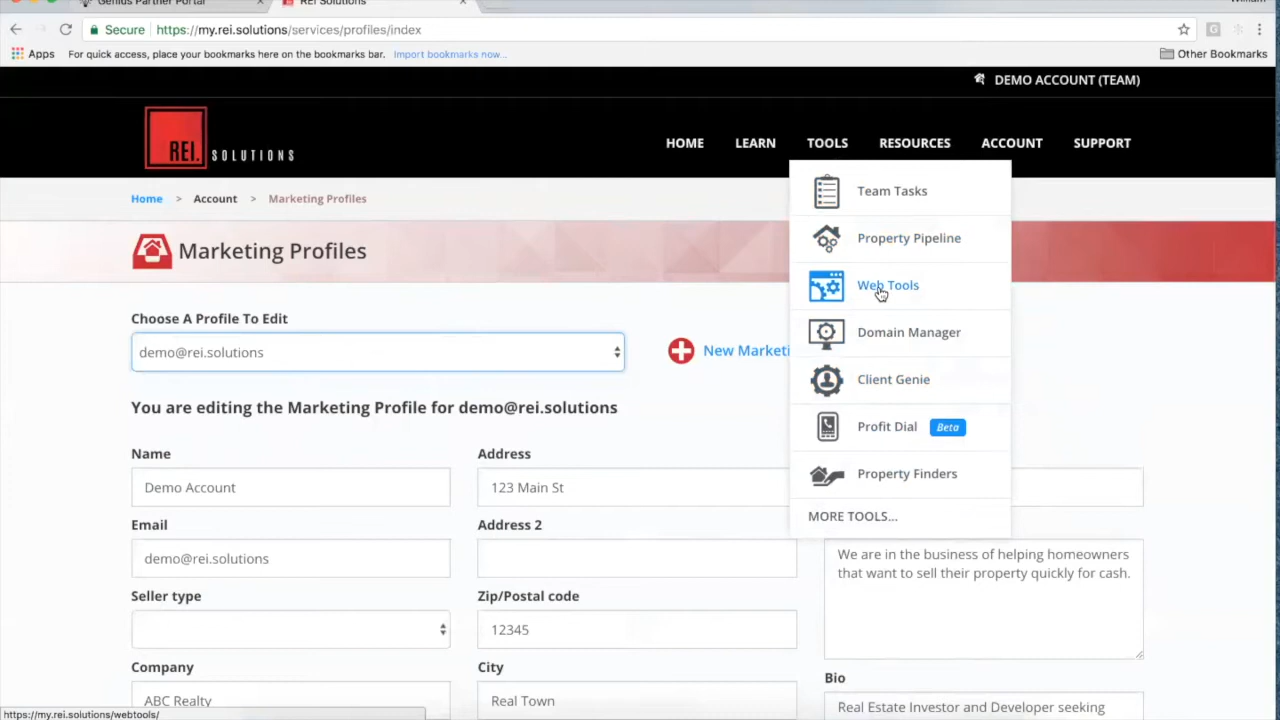 Genius Partner Portal
REI Solutions
William
Secure
https://my.rei.solutions/services/profiles/index
Apps
For quick access, place your bookmarks here on the bookmarks bar.
Import bookmarks now...
Other Bookmarks
DEMO ACCOUNT (TEAM)
REI. SOLUTIONS
HOME
LEARN
TOOLS
RESOURCES
ACCOUNT
SUPPORT
Home > Account > Marketing Profiles
Marketing Profiles
Team Tasks
Property Pipeline
Web Tools
Domain Manager
Client Genie
Profit Dial Beta
Property Finders
MORE TOOLS...
Choose A Profile To Edit
demo@rei.solutions
New Marketi
You are editing the Marketing Profile for demo@rei.solutions
Name
Demo Account
Address
123 Main St
Email
demo@rei.solutions
Address 2
We are in the business of helping homeowners
that want to sell their property quickly for cash.
Seller type
Zip/Postal code
12345
Company
ABC Realty
City
Real Town
Bio
Real Estate Investor and Developer seeking
https://my.rei.solutions/webtools/